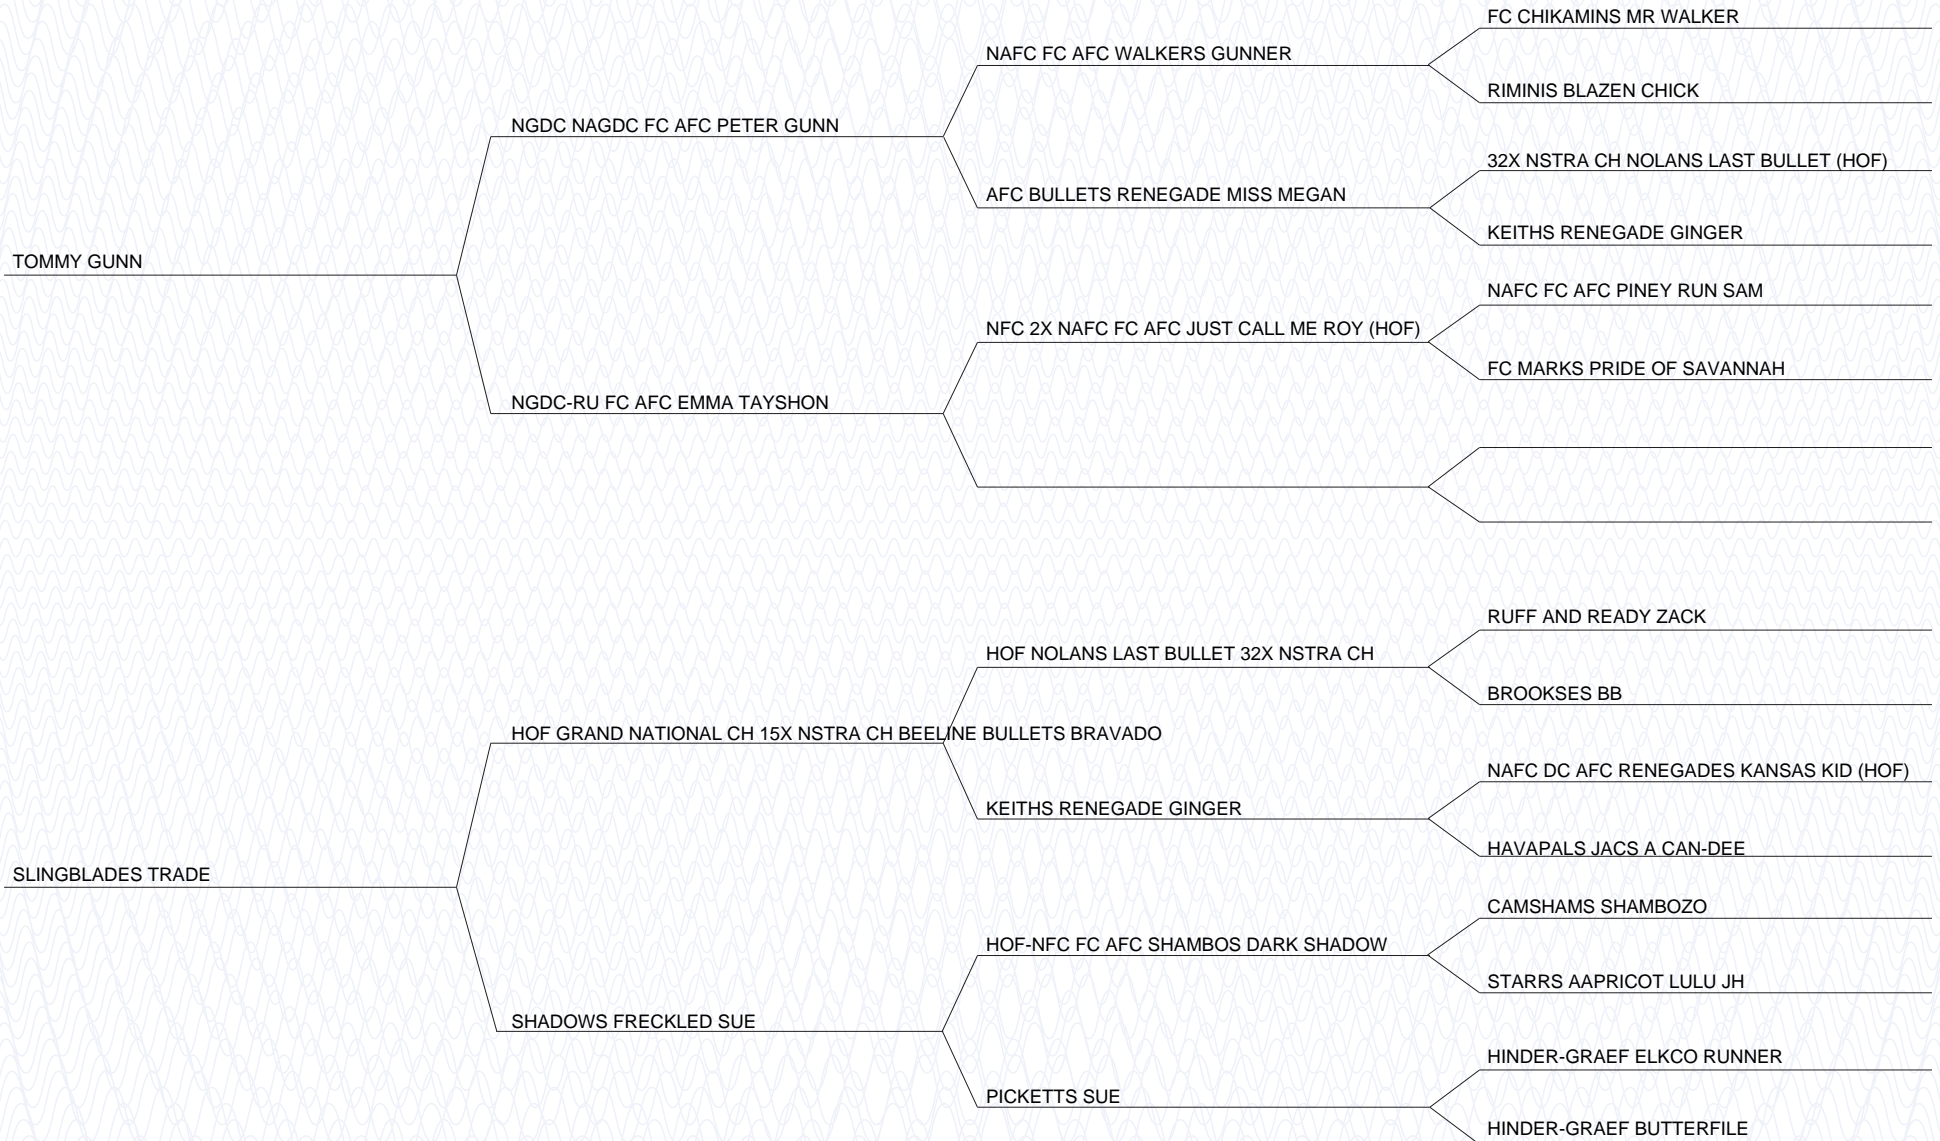 FC CHIKAMINS MR WALKER
NAFC FC AFC WALKERS GUNNER
RIMINIS BLAZEN CHICK
NGDC NAGDC FC AFC PETER GUNN
32X NSTRA CH NOLANS LAST BULLET (HOF)
AFC BULLETS RENEGADE MISS MEGAN
KEITHS RENEGADE GINGER
TOMMY GUNN
NAFC FC AFC PINEY RUN SAM
NFC 2X NAFC FC AFC JUST CALL ME ROY (HOF)
FC MARKS PRIDE OF SAVANNAH
NGDC-RU FC AFC EMMA TAYSHON
RUFF AND READY ZACK
HOF NOLANS LAST BULLET 32X NSTRA CH
BROOKSES BB
HOF GRAND NATIONAL CH 15X NSTRA CH BEELINE BULLETS BRAVADO
NAFC DC AFC RENEGADES KANSAS KID (HOF)
KEITHS RENEGADE GINGER
HAVAPALS JACS A CAN-DEE
SLINGBLADES TRADE
CAMSHAMS SHAMBOZO
HOF-NFC FC AFC SHAMBOS DARK SHADOW
STARRS AAPRICOT LULU JH
SHADOWS FRECKLED SUE
HINDER-GRAEF ELKCO RUNNER
PICKETTS SUE
HINDER-GRAEF BUTTERFILE